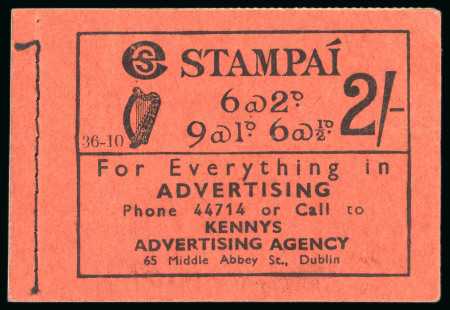 STAMPAÍ
6@2ᴰ·
9@1ᴰ· 6@½ᴰ·
2/-
36-10
For Everything in
ADVERTISING
Phone 44714 or Call to
KENNYS
ADVERTISING AGENCY
65 Middle Abbey St., Dublin